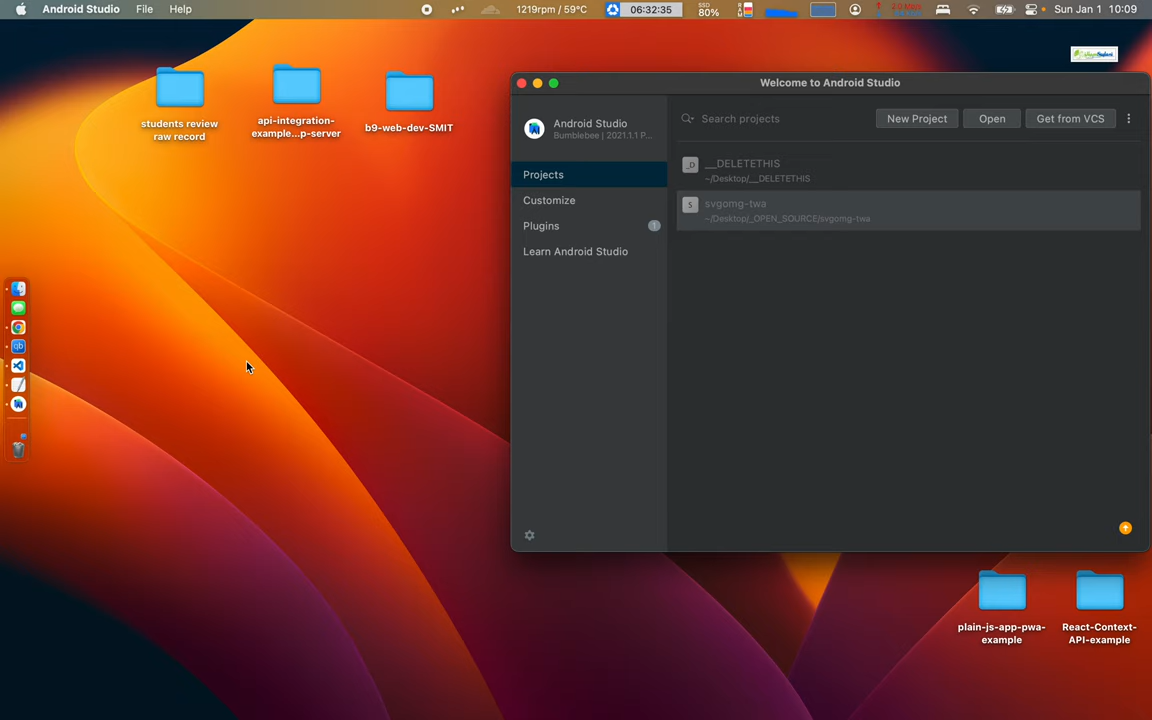 Android Studio File Help 1219rpm / 59°C 06:32:35 SSD 80% Sun Jan 1 10:09
students review
raw record
api-integration-
example...p-server
b9-web-dev-SMIT
Welcome to Android Studio
Android Studio
Bumblebee | 2021.1.1 P...
Search projects
New Project
Open
Get from VCS
Projects
Customize
Plugins 1
Learn Android Studio
_D __DELETETHIS
~/Desktop/__DELETETHIS
S svgomg-twa
~/Desktop/_OPEN_SOURCE/svgomg-twa
qb
plain-js-app-pwa-
example
React-Context-
API-example